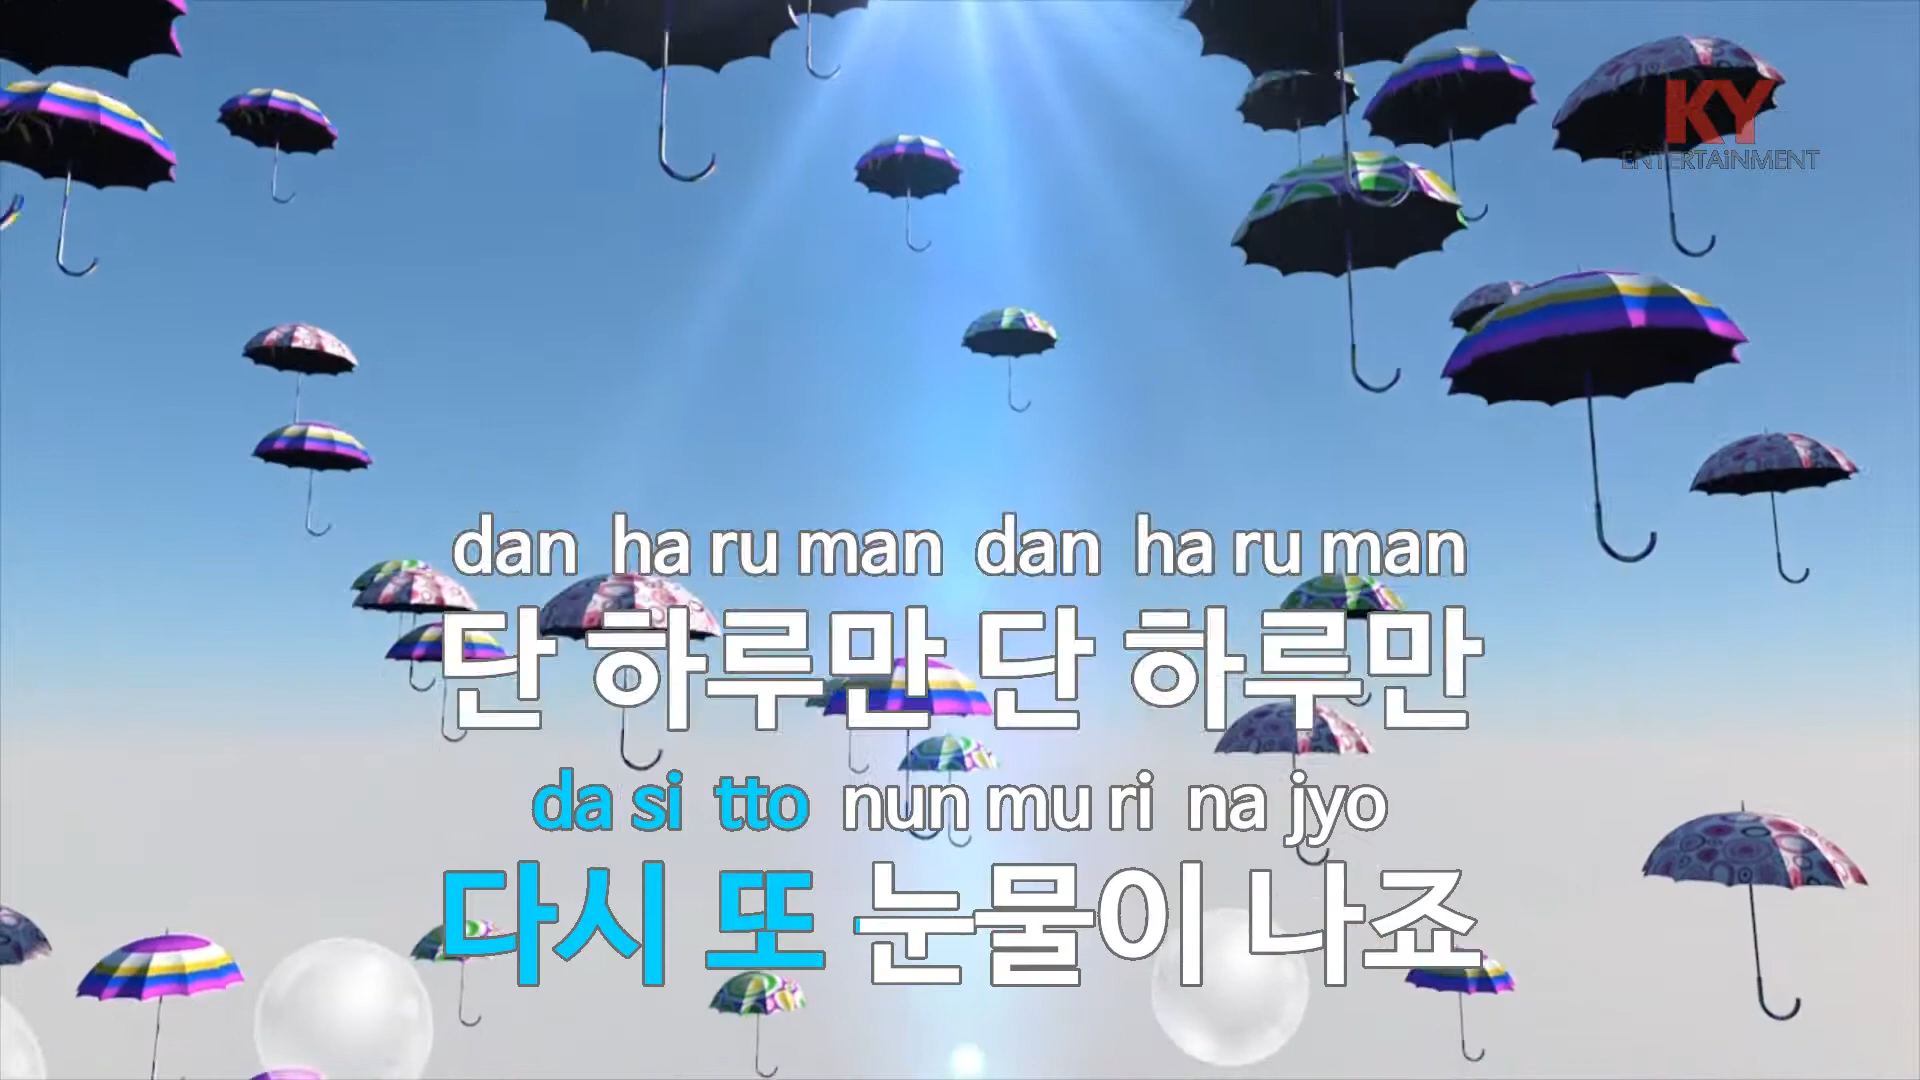 KY
ENTERTAiNMENT
dan ha ru man dan ha ru man
단 하루만 단 하루만
da si tto nun mu ri na jyo
다시 또 눈물이 나죠